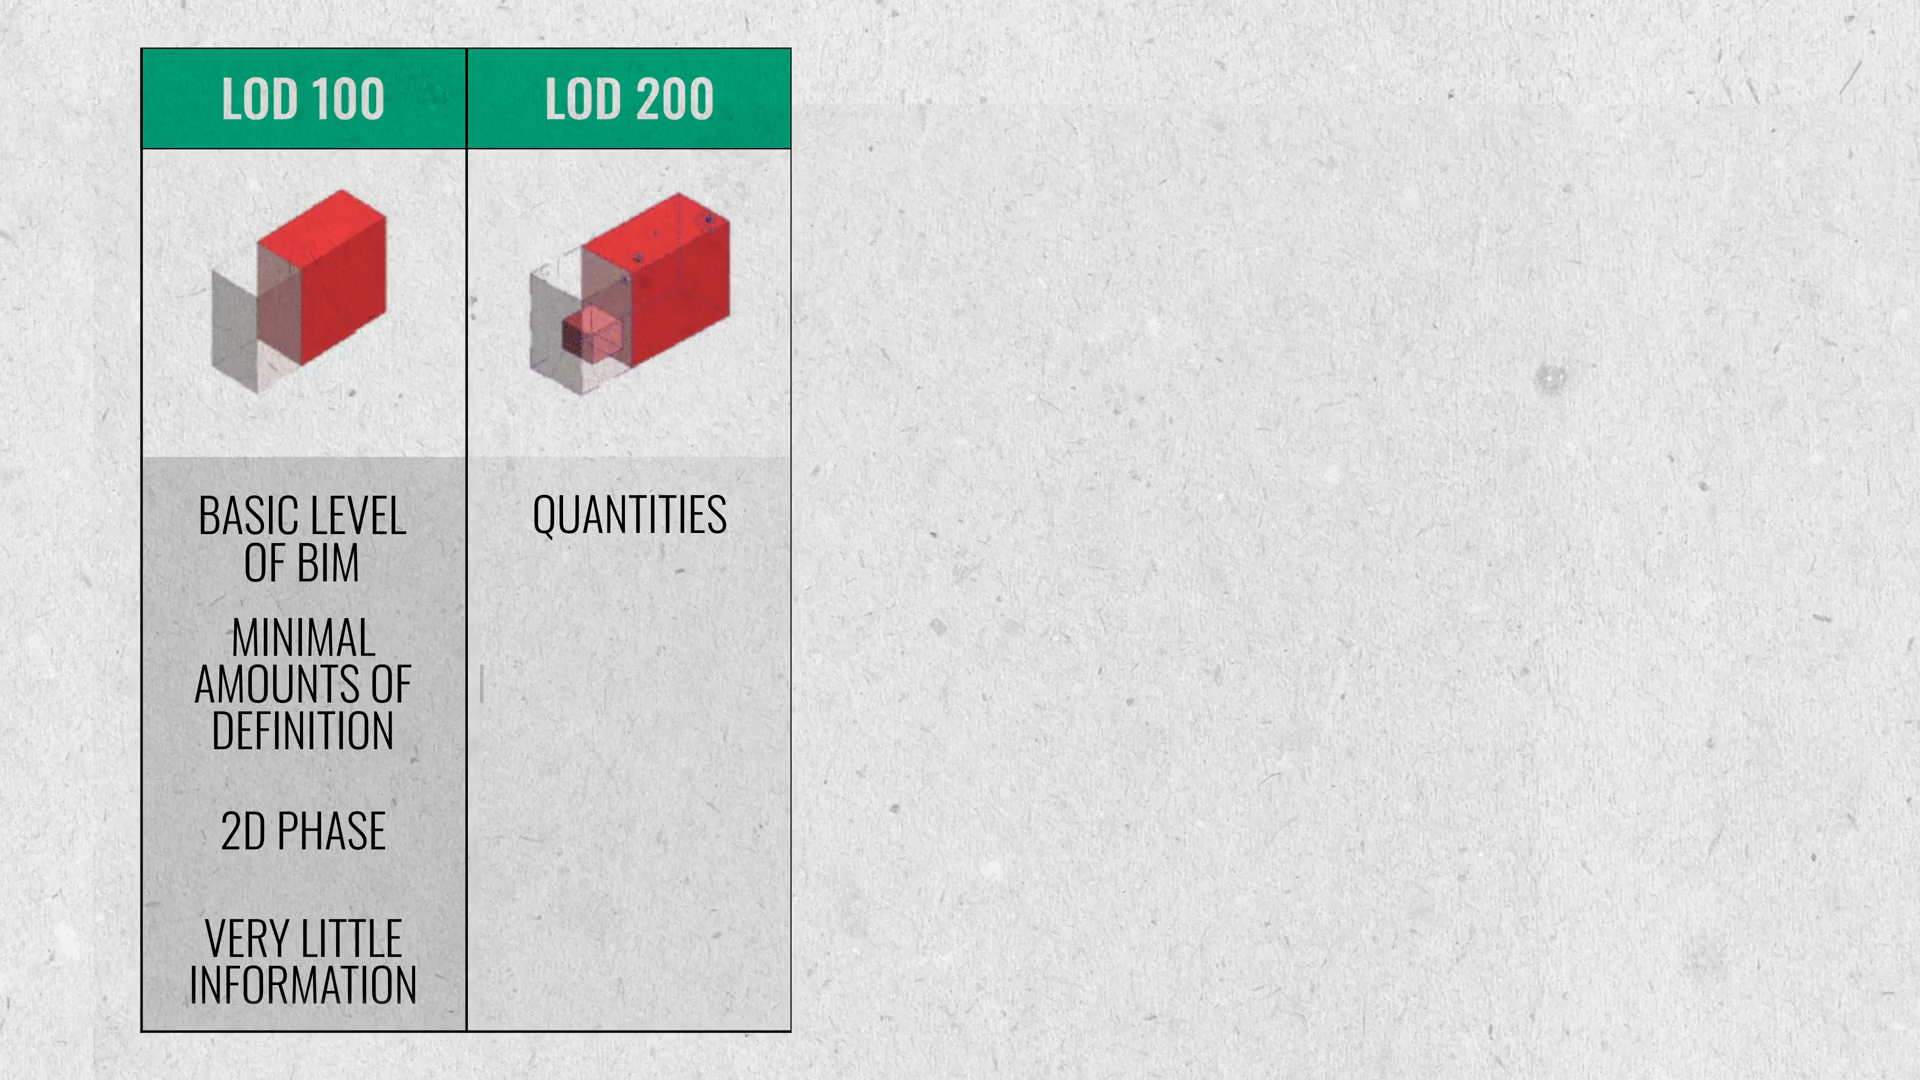 LOD 100
LOD 200
BASIC LEVEL
OF BIM
MINIMAL
AMOUNTS OF
DEFINITION
2D PHASE
VERY LITTLE
INFORMATION
QUANTITIES